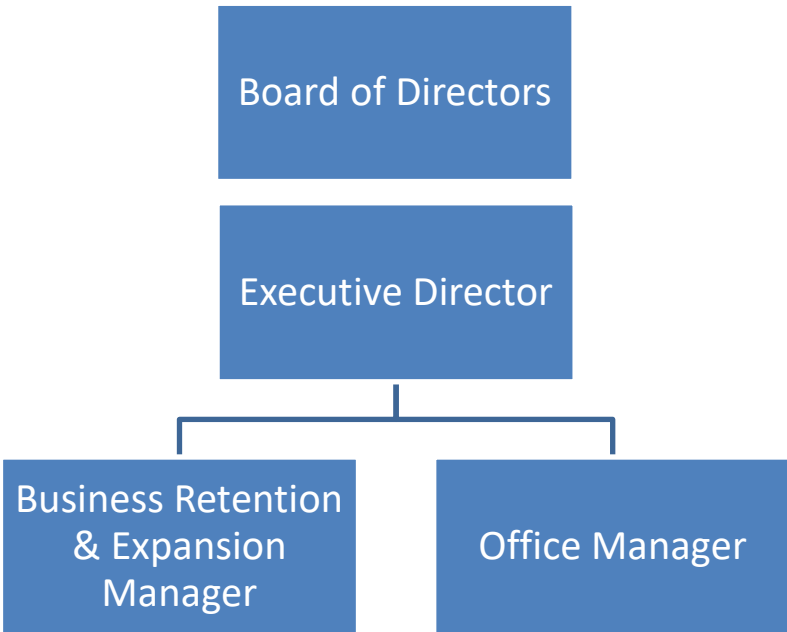 Board of Directors
Executive Director
Business Retention
& Expansion
Manager
Office Manager